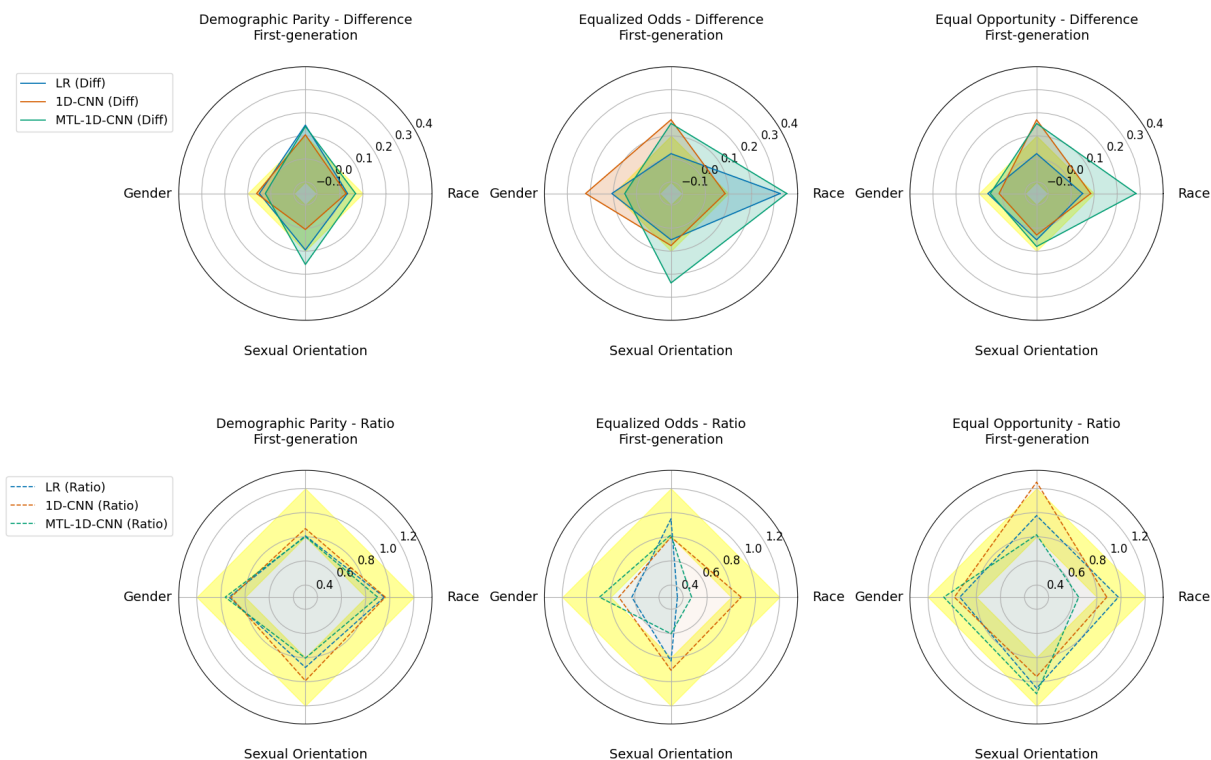 Demographic Parity - Difference
First-generation
Equalized Odds - Difference
First-generation
Equal Opportunity - Difference
First-generation
LR (Diff)
1D-CNN (Diff)
MTL-1D-CNN (Diff)
0.4
0.3
0.2
0.1
0.0
−0.1
Gender
Race
Sexual Orientation
0.4
0.3
0.2
0.1
0.0
−0.1
Gender
Race
Sexual Orientation
0.4
0.3
0.2
0.1
0.0
−0.1
Gender
Race
Sexual Orientation
Demographic Parity - Ratio
First-generation
Equalized Odds - Ratio
First-generation
Equal Opportunity - Ratio
First-generation
LR (Ratio)
1D-CNN (Ratio)
MTL-1D-CNN (Ratio)
1.2
1.0
0.8
0.6
0.4
Gender
Race
Sexual Orientation
1.2
1.0
0.8
0.6
0.4
Gender
Race
Sexual Orientation
1.2
1.0
0.8
0.6
0.4
Gender
Race
Sexual Orientation